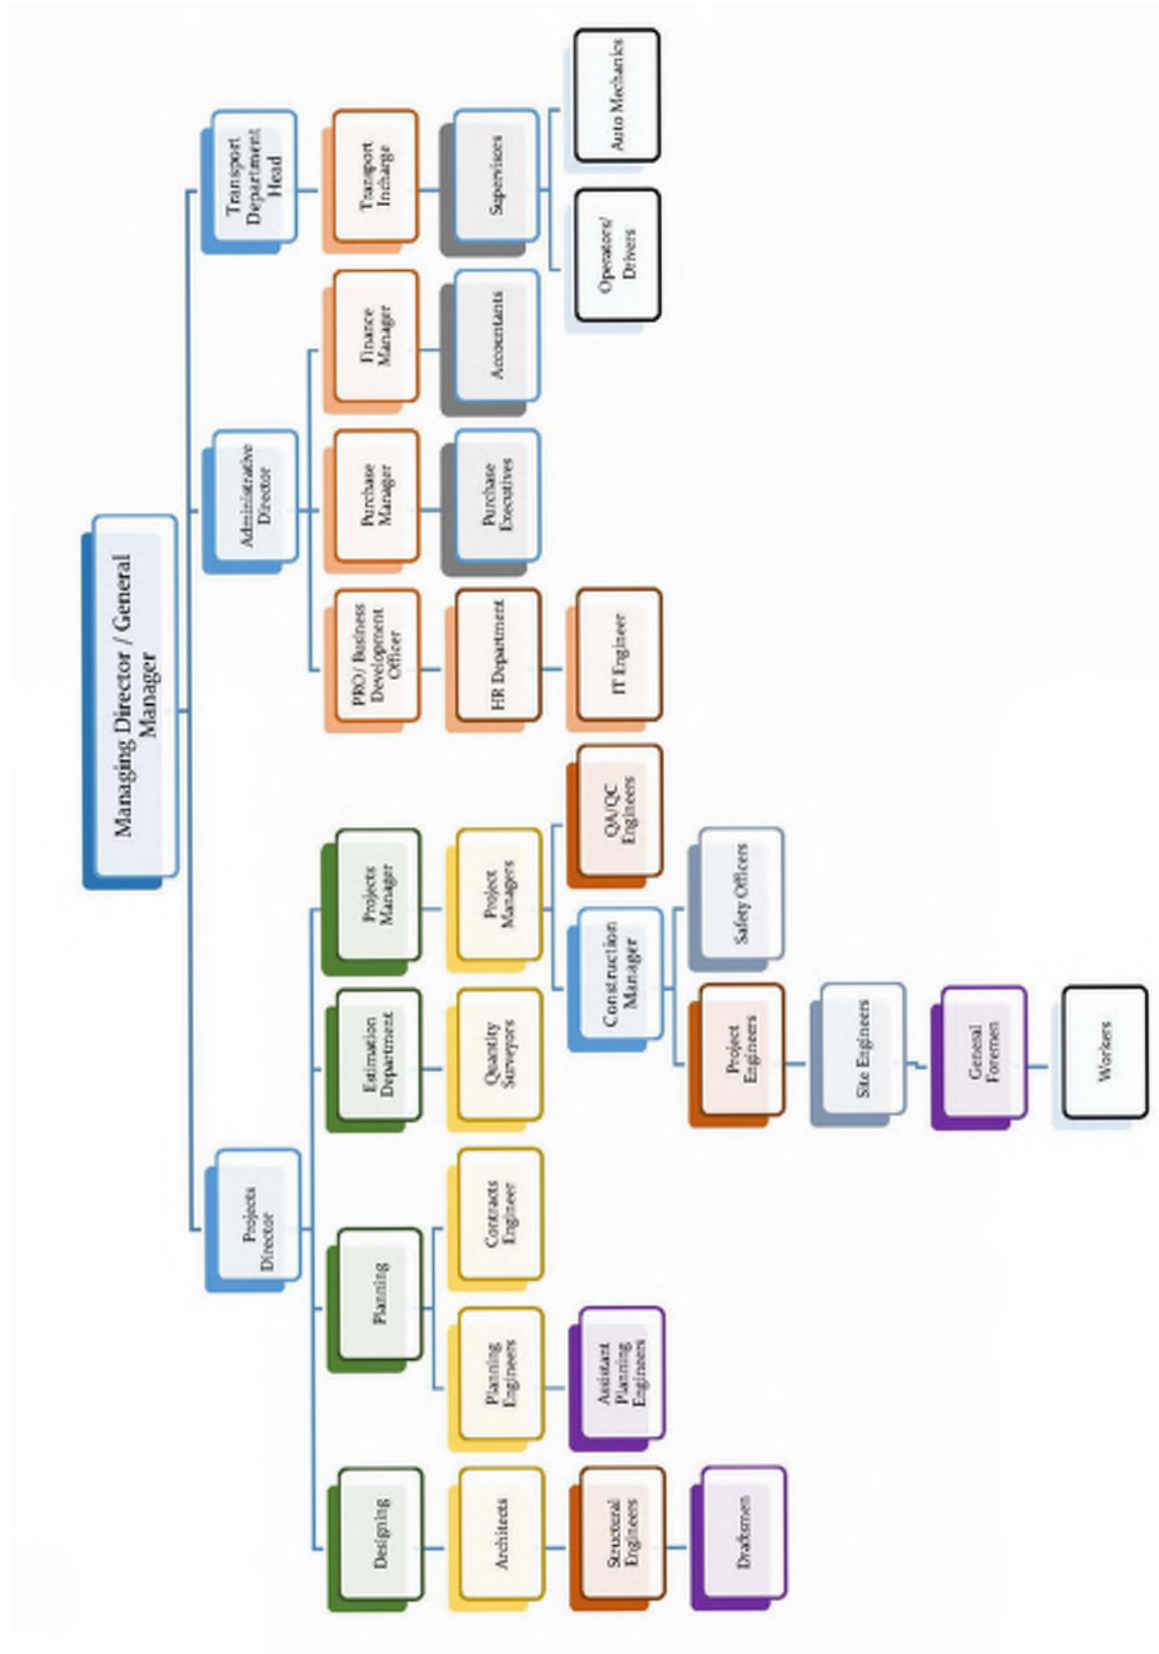 Managing Director / General
Manager
Projects
Director
Administrative
Director
Transport
Department
Head
Designing
Planning
Estimation
Department
Projects
Manager
PRO/ Business
Development
Officer
Purchase
Manager
Finance
Manager
Transport
Incharge
Architects
Planning
Engineers
Contracts
Engineer
Quantity
Surveyors
Project
Managers
HR Department
Purchase
Executives
Accountants
Supervisors
Structural
Engineers
Assistant
Planning
Engineers
Construction
Manager
QA/QC
Engineers
IT Engineer
Operators/
Drivers
Auto Mechanics
Draftsmen
Project
Engineers
Safety Officers
Site Engineers
General
Foremen
Workers